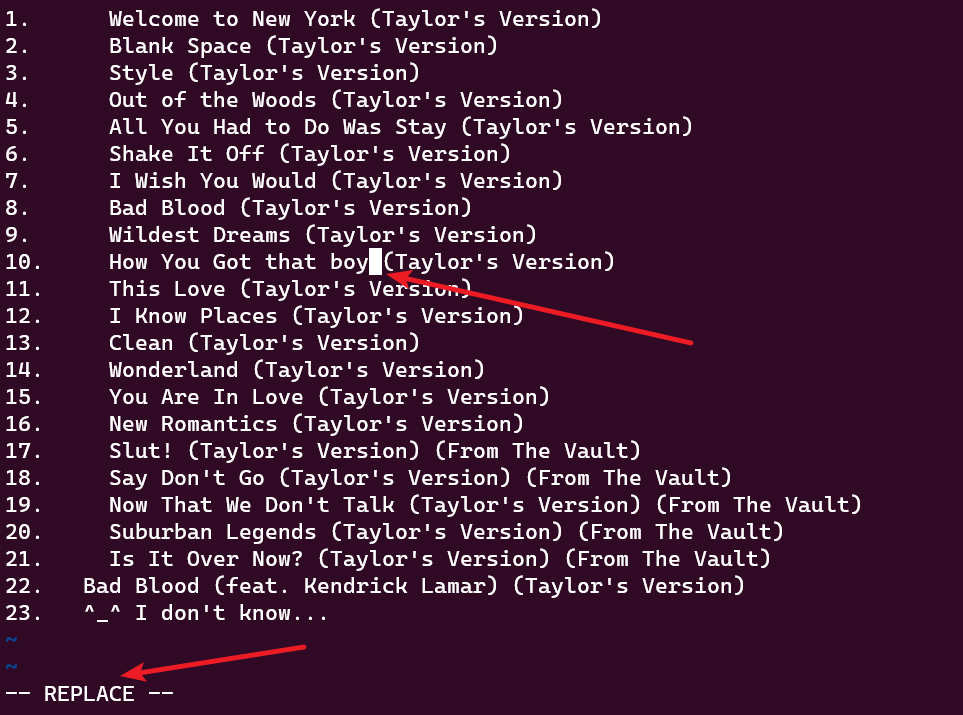 1.      Welcome to New York (Taylor's Version)
2.      Blank Space (Taylor's Version)
3.      Style (Taylor's Version)
4.      Out of the Woods (Taylor's Version)
5.      All You Had to Do Was Stay (Taylor's Version)
6.      Shake It Off (Taylor's Version)
7.      I Wish You Would (Taylor's Version)
8.      Bad Blood (Taylor's Version)
9.      Wildest Dreams (Taylor's Version)
10.     How You Got that boy (Taylor's Version)
11.     This Love (Taylor's Version)
12.     I Know Places (Taylor's Version)
13.     Clean (Taylor's Version)
14.     Wonderland (Taylor's Version)
15.     You Are In Love (Taylor's Version)
16.     New Romantics (Taylor's Version)
17.     Slut! (Taylor's Version) (From The Vault)
18.     Say Don't Go (Taylor's Version) (From The Vault)
19.     Now That We Don't Talk (Taylor's Version) (From The Vault)
20.     Suburban Legends (Taylor's Version) (From The Vault)
21.     Is It Over Now? (Taylor's Version) (From The Vault)
22.   Bad Blood (feat. Kendrick Lamar) (Taylor's Version)
23.   ^_^ I don't know...
~
~
-- REPLACE --